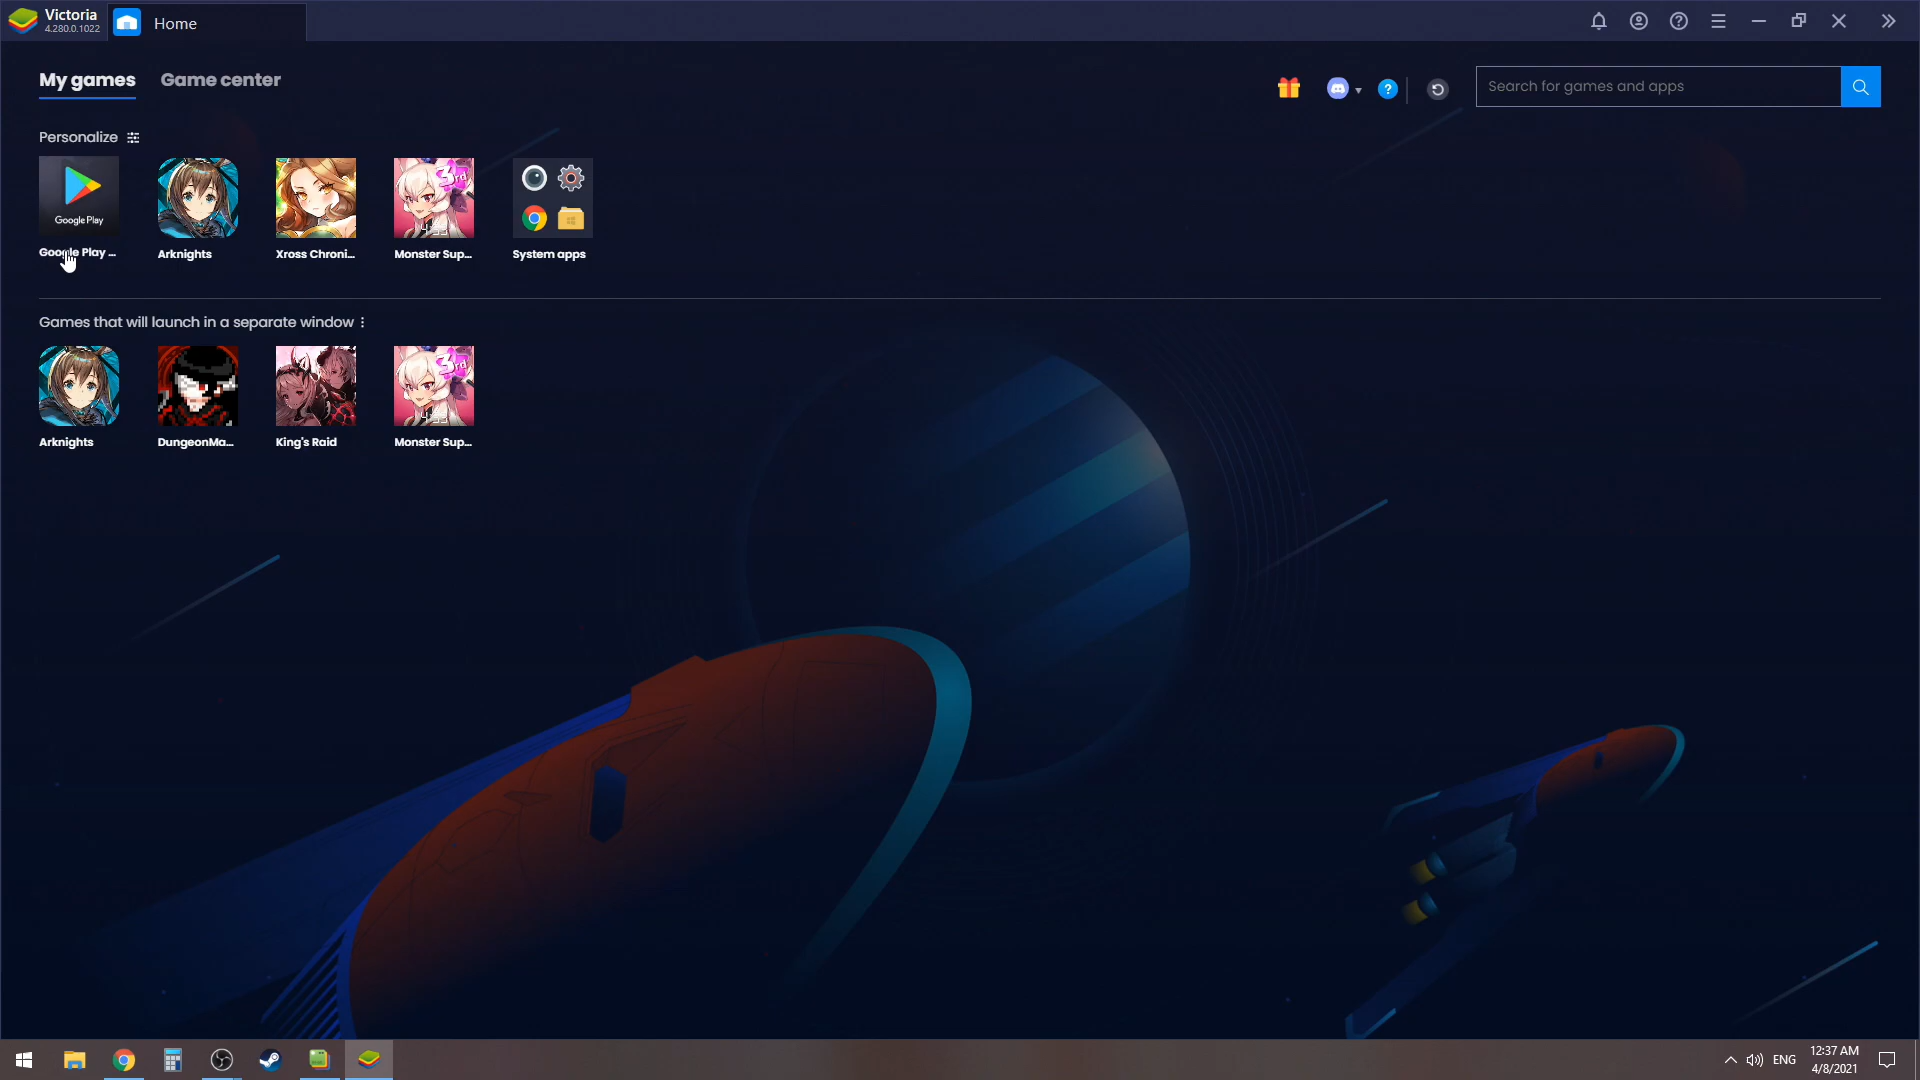 Victoria
4.280.0.1022
Home
My games
Game center
Search for games and apps
Personalize
Google Play
3rd
Google Play ...
Arknights
Xross Chroni...
Monster Sup...
System apps
Games that will launch in a separate window
3rd
Arknights
DungeonMa...
King's Raid
Monster Sup...
ENG
12:37 AM
4/8/2021